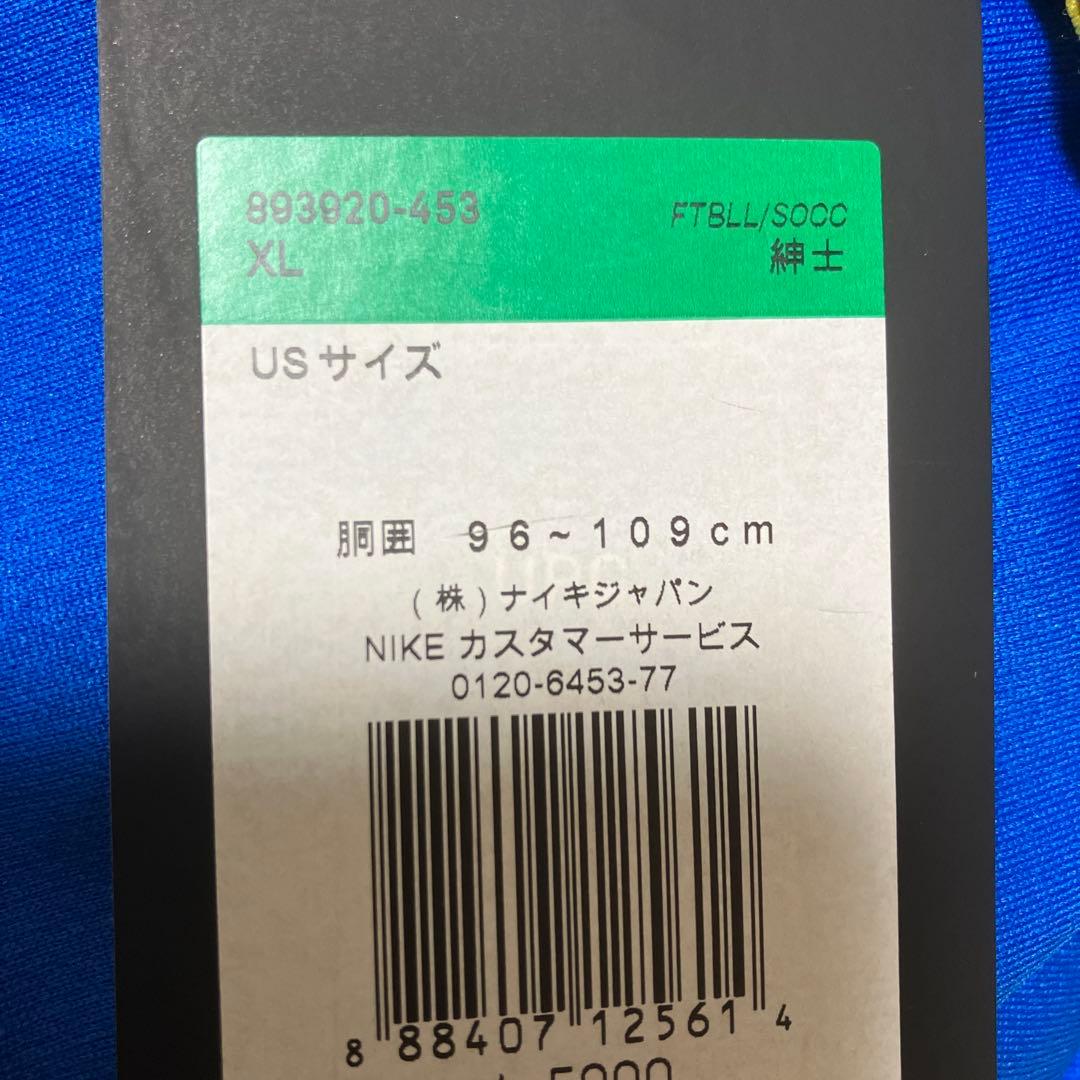 893920-453
FTBLL/SOCC
XL
紳士
USサイズ
胴囲 96~109cm
(株)ナイキジャパン
NIKE カスタマーサービス
0120-6453-77
8 88407 12561 4